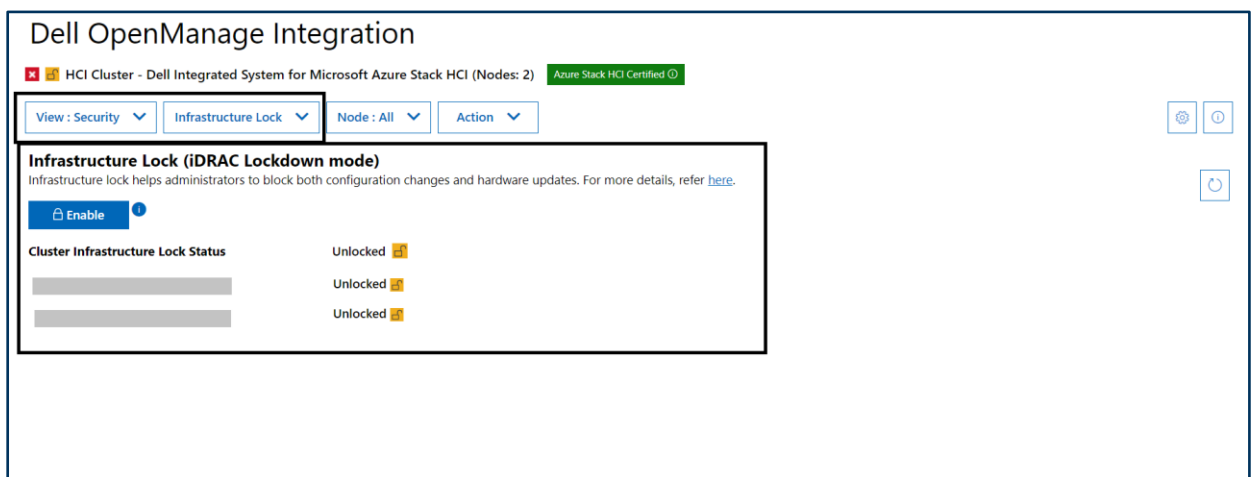 Dell OpenManage Integration
HCI Cluster - Dell Integrated System for Microsoft Azure Stack HCI (Nodes: 2) Azure Stack HCI Certified
View : Security Infrastructure Lock Node : All Action
Infrastructure Lock (iDRAC Lockdown mode)
Infrastructure lock helps administrators to block both configuration changes and hardware updates. For more details, refer here.
Enable
Cluster Infrastructure Lock Status Unlocked
Unlocked
Unlocked